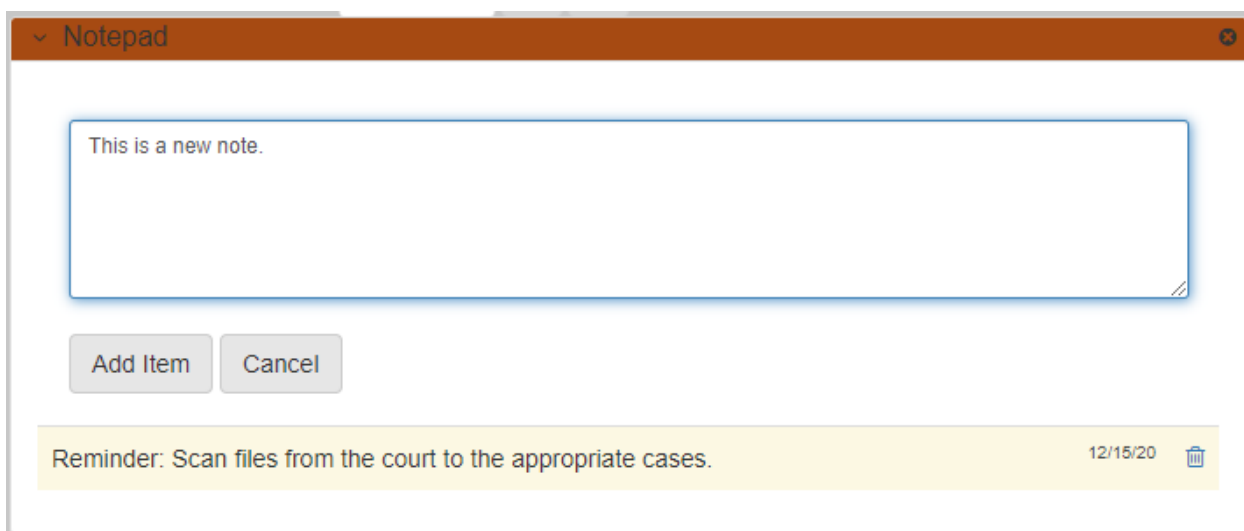 Notepad
This is a new note.
Add Item Cancel
Reminder: Scan files from the court to the appropriate cases. 12/15/20